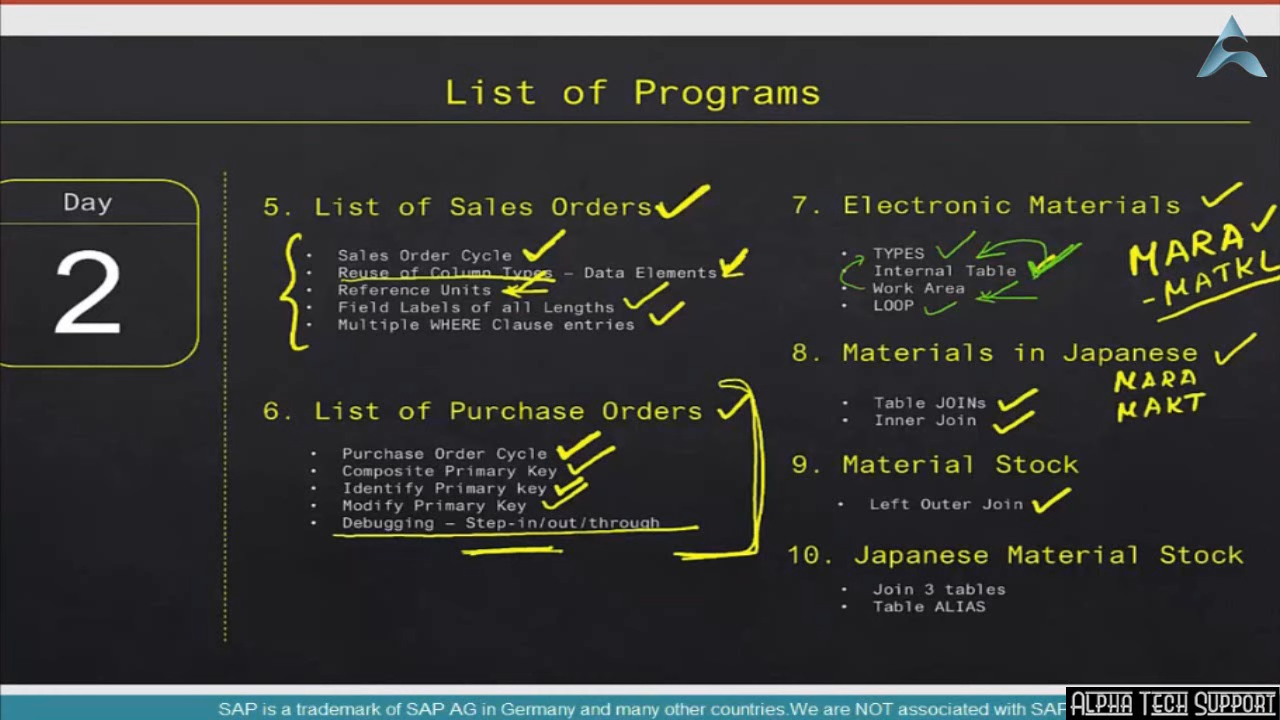 List of Programs
Day
2
5. List of Sales Orders
• Sales Order Cycle
• Reuse of Column Types – Data Elements
• Reference Units
• Field Labels of all Lengths
• Multiple WHERE Clause entries
6. List of Purchase Orders
• Purchase Order Cycle
• Composite Primary Key
• Identify Primary key
• Modify Primary Key
• Debugging – Step-in/out/through
7. Electronic Materials
• TYPES
• Internal Table
• Work Area
• LOOP
MARA
-MATKL
8. Materials in Japanese
MARA
MAKT
• Table JOINs
• Inner Join
9. Material Stock
• Left Outer Join
10. Japanese Material Stock
• Join 3 tables
• Table ALIAS
SAP is a trademark of SAP AG in Germany and many other countries.We are NOT associated with SAP
ALPHA TECH SUPPORT